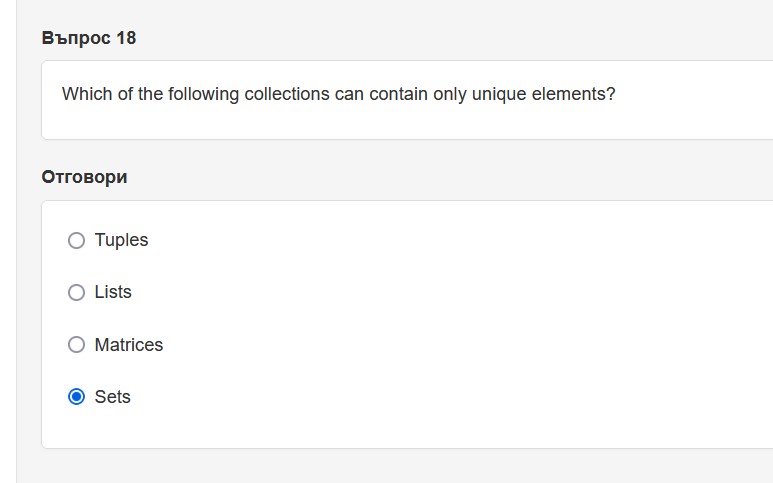 Въпрос 18
Which of the following collections can contain only unique elements?
Отговори
Tuples
Lists
Matrices
Sets